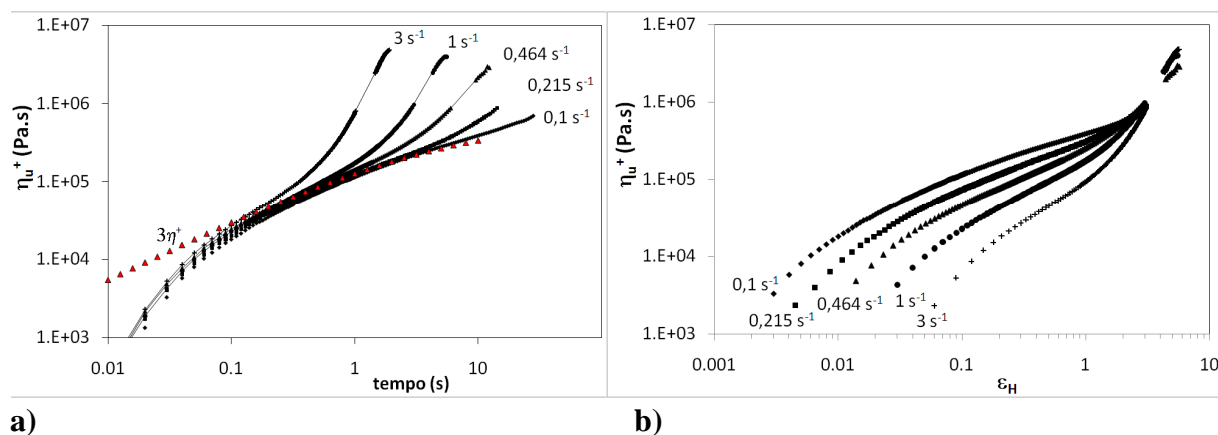 1.E+07
1.E+06
1.E+05
1.E+04
1.E+03
ηu+ (Pa.s)
3 s-1
1 s-1
0,464 s-1
0,215 s-1
0,1 s-1
3η+
0.01
0.1
1
10
tempo (s)
a)
1.E+07
1.E+06
1.E+05
1.E+04
1.E+03
ηu+ (Pa.s)
0,1 s-1
0,215 s-1
0,464 s-1
1 s-1
3 s-1
0.001
0.01
0.1
1
10
εH
b)